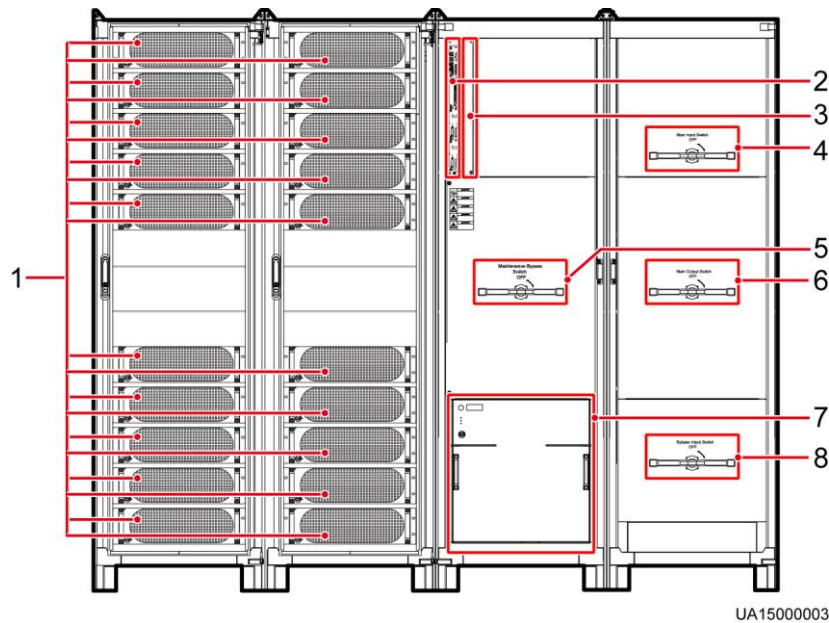 2
3
Main Input Switch
OFF
4
1
Maintenance Bypass
Switch
OFF
5
Main Output Switch
OFF
6
7
Bypass Input Switch
OFF
8
UA15000003